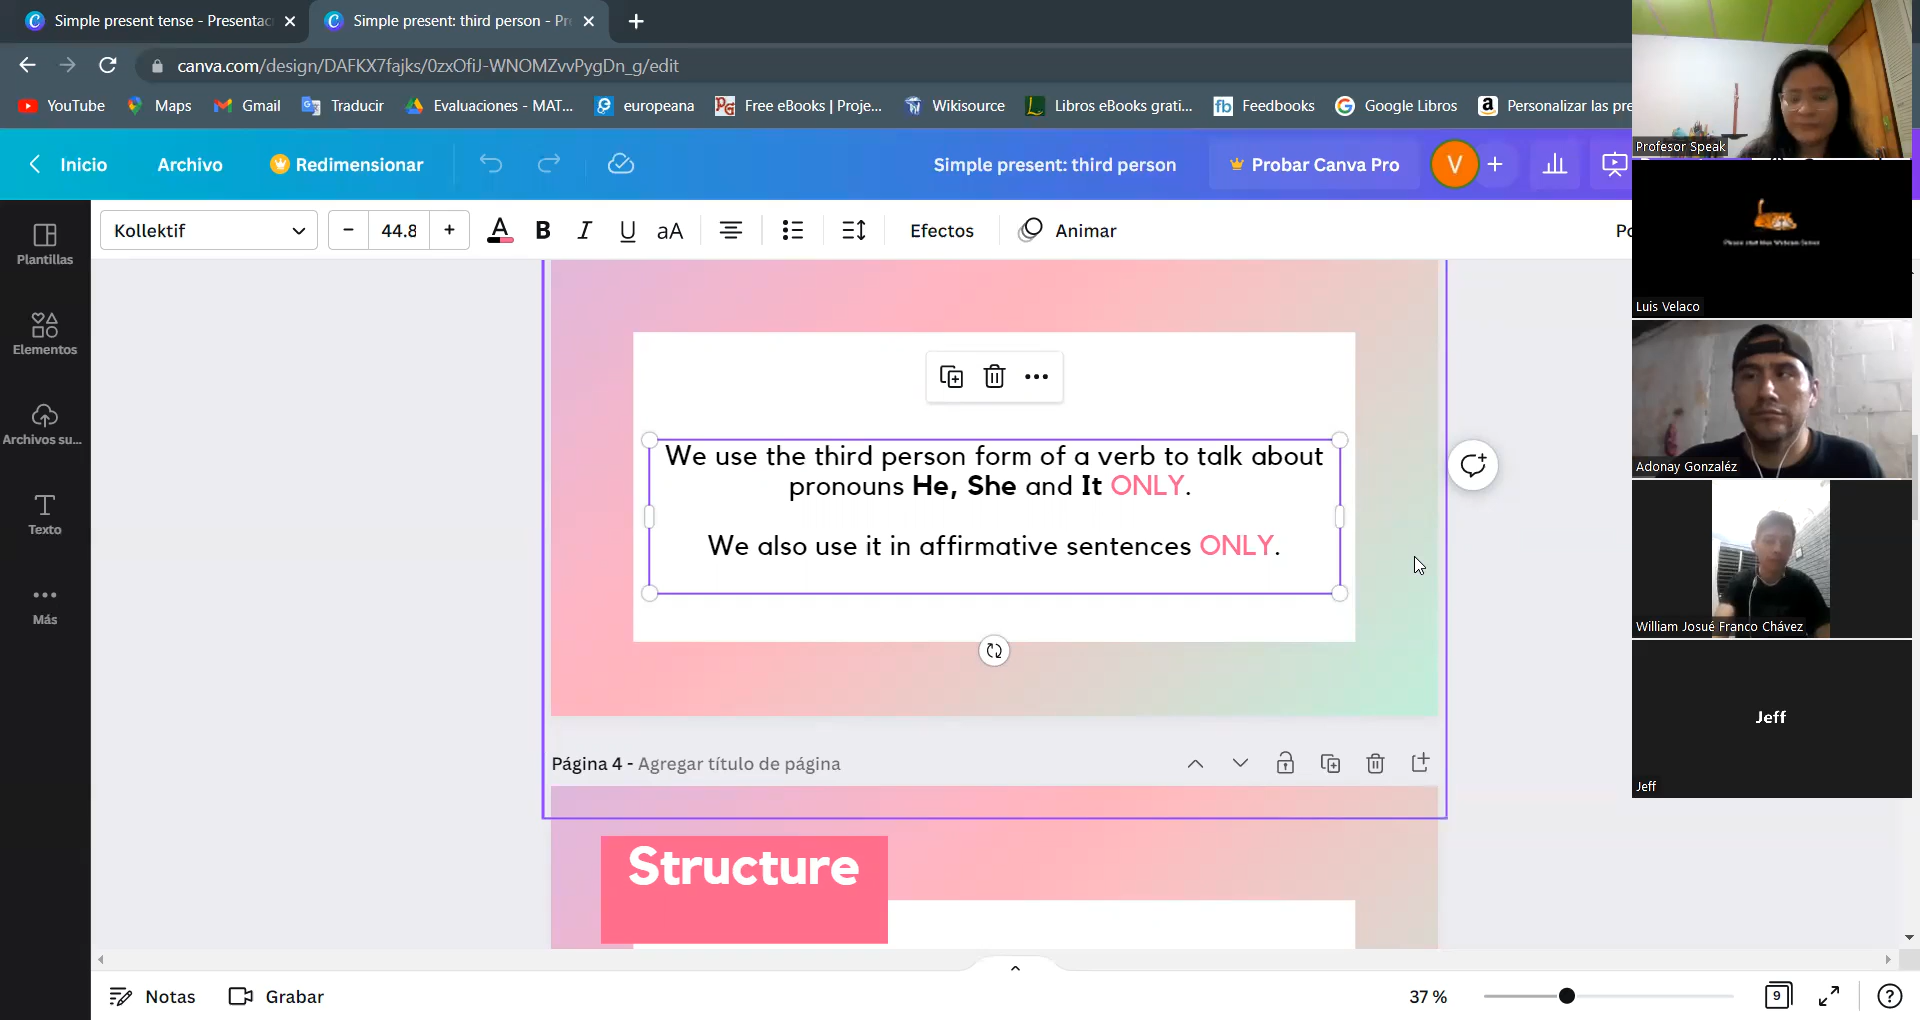 Simple present tense - Presentac
Simple present: third person - Pr
canva.com/design/DAFKX7fajks/0zxOfiJ-WNOMZvvPygDn_g/edit
YouTube
Maps
Gmail
Traducir
Evaluaciones - MAT...
europeana
Free eBooks | Proje...
Wikisource
Libros eBooks grati...
Feedbooks
Google Libros
Personalizar las pre
Inicio
Archivo
Redimensionar
Simple present: third person
Probar Canva Pro
V
Kollektif
44.8
A
B
I
U
aA
Efectos
Animar
Po
Plantillas
Elementos
Archivos su...
Texto
Más
We use the third person form of a verb to talk about
pronouns He, She and It ONLY.
We also use it in affirmative sentences ONLY.
Página 4 - Agregar título de página
Structure
Notas
Grabar
37 %
9
Profesor Speak
Luis Velaco
Adonay Gonzaléz
William Josué Franco Chávez
Jeff
Jeff